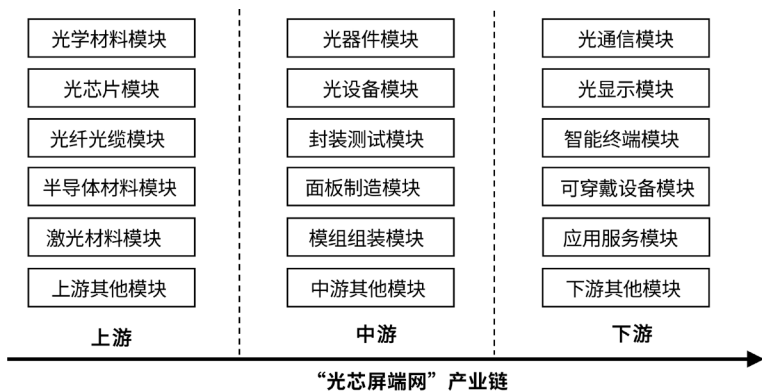 光学材料模块
光芯片模块
光纤光缆模块
半导体材料模块
激光材料模块
上游其他模块
上游
光器件模块
光设备模块
封装测试模块
面板制造模块
模组组装模块
中游其他模块
中游
光通信模块
光显示模块
智能终端模块
可穿戴设备模块
应用服务模块
下游其他模块
下游
“光芯屏端网”产业链